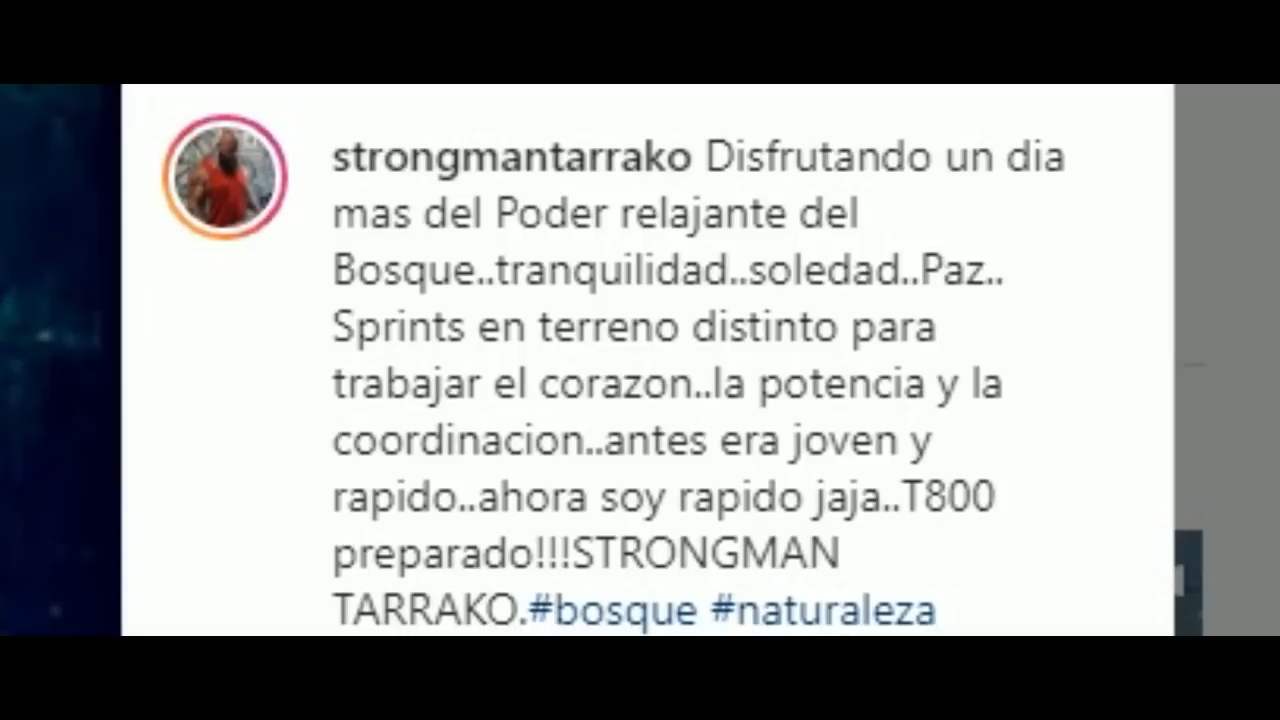 strongmantarrako Disfrutando un dia
mas del Poder relajante del
Bosque..tranquilidad..soledad..Paz..
Sprints en terreno distinto para
trabajar el corazon..la potencia y la
coordinacion..antes era joven y
rapido..ahora soy rapido jaja..T800
preparado!!!STRONGMAN
TARRAKO.#bosque #naturaleza